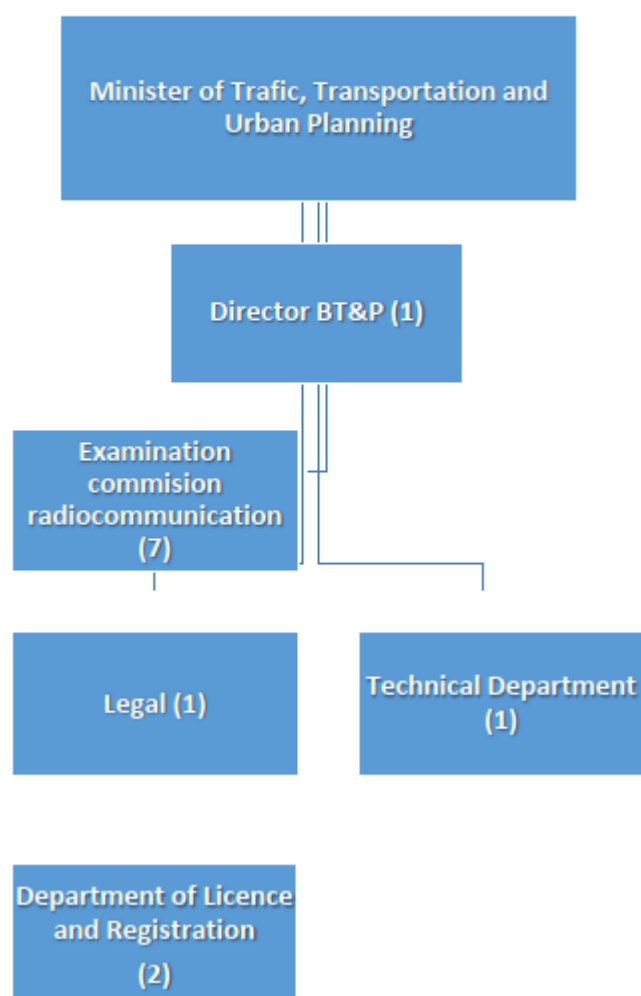 Minister of Trafic, Transportation and
Urban Planning
Director BT&P (1)
Examination
commision
radiocommunication
(7)
Legal (1)
Technical Department
(1)
Department of Licence
and Registration
(2)